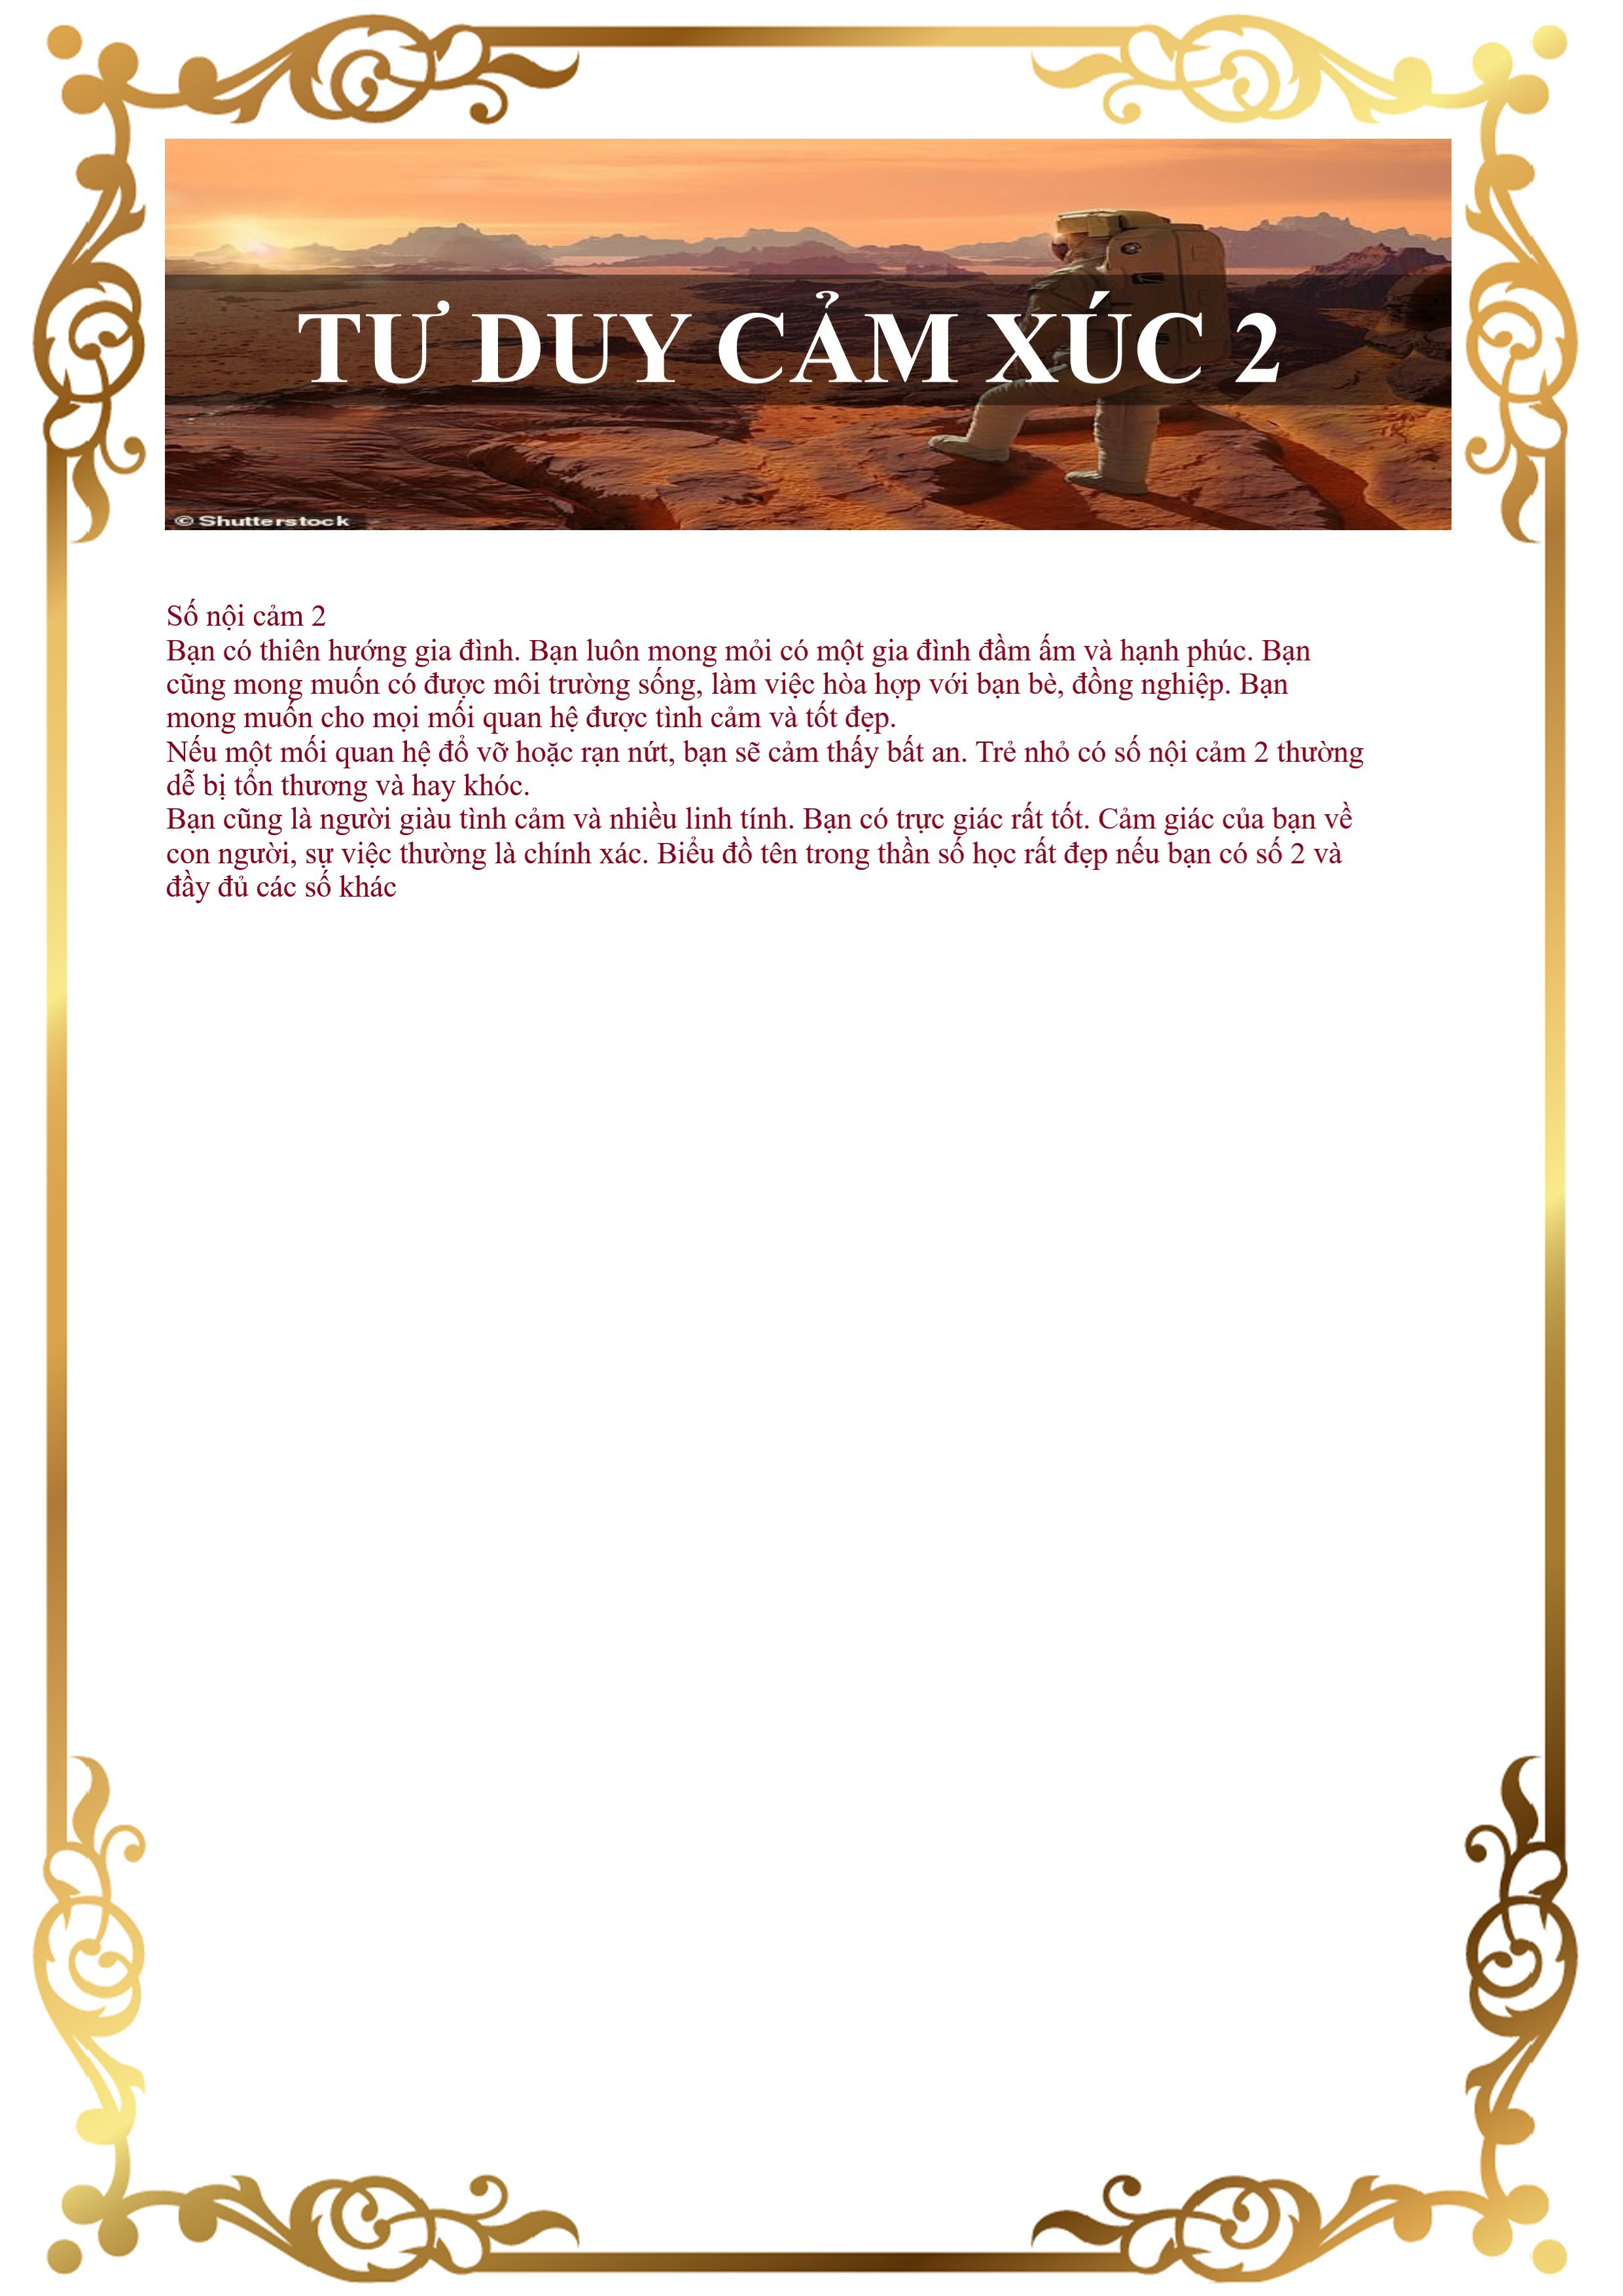 TƯ DUY CẢM XÚC 2
© Shutterstock
Số nội cảm 2
Bạn có thiên hướng gia đình. Bạn luôn mong mỏi có một gia đình đầm ấm và hạnh phúc. Bạn
cũng mong muốn có được môi trường sống, làm việc hòa hợp với bạn bè, đồng nghiệp. Bạn
mong muốn cho mọi mối quan hệ được tình cảm và tốt đẹp.
Nếu một mối quan hệ đổ vỡ hoặc rạn nứt, bạn sẽ cảm thấy bất an. Trẻ nhỏ có số nội cảm 2 thường
dễ bị tổn thương và hay khóc.
Bạn cũng là người giàu tình cảm và nhiều linh tính. Bạn có trực giác rất tốt. Cảm giác của bạn về
con người, sự việc thường là chính xác. Biểu đồ tên trong thần số học rất đẹp nếu bạn có số 2 và
đầy đủ các số khác